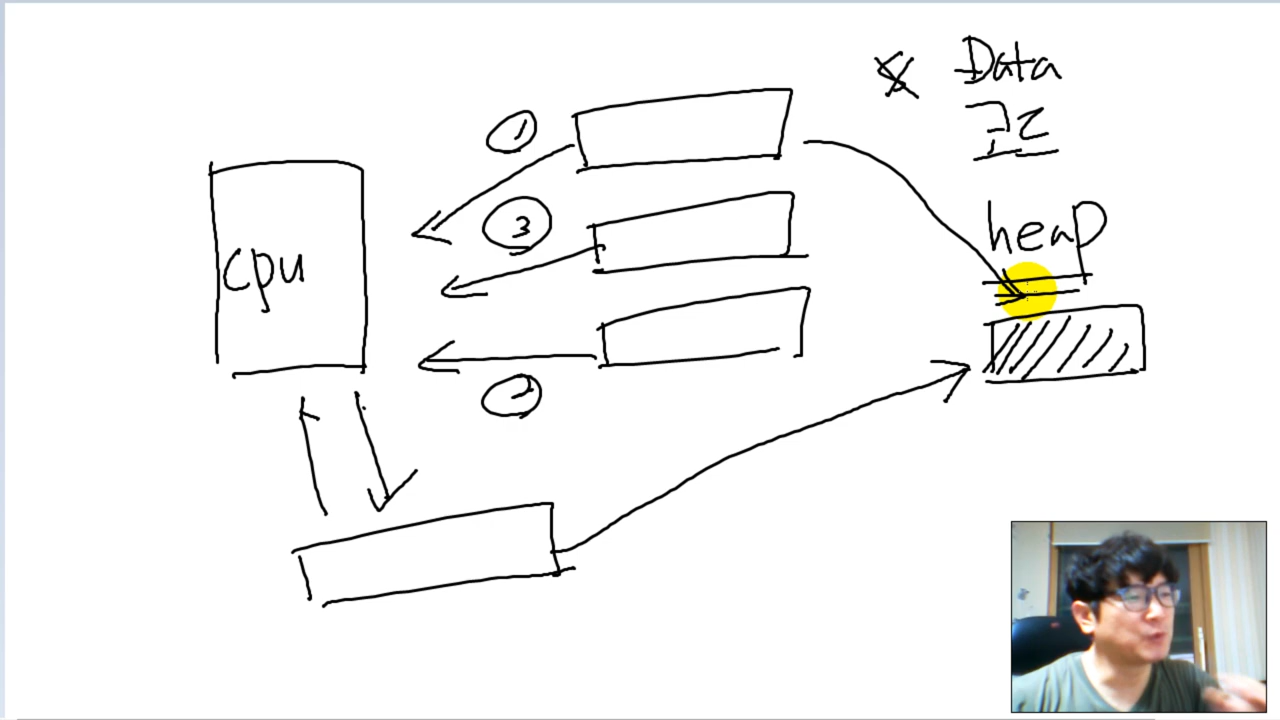 * Data
구조
heap
①
③
cpu
②